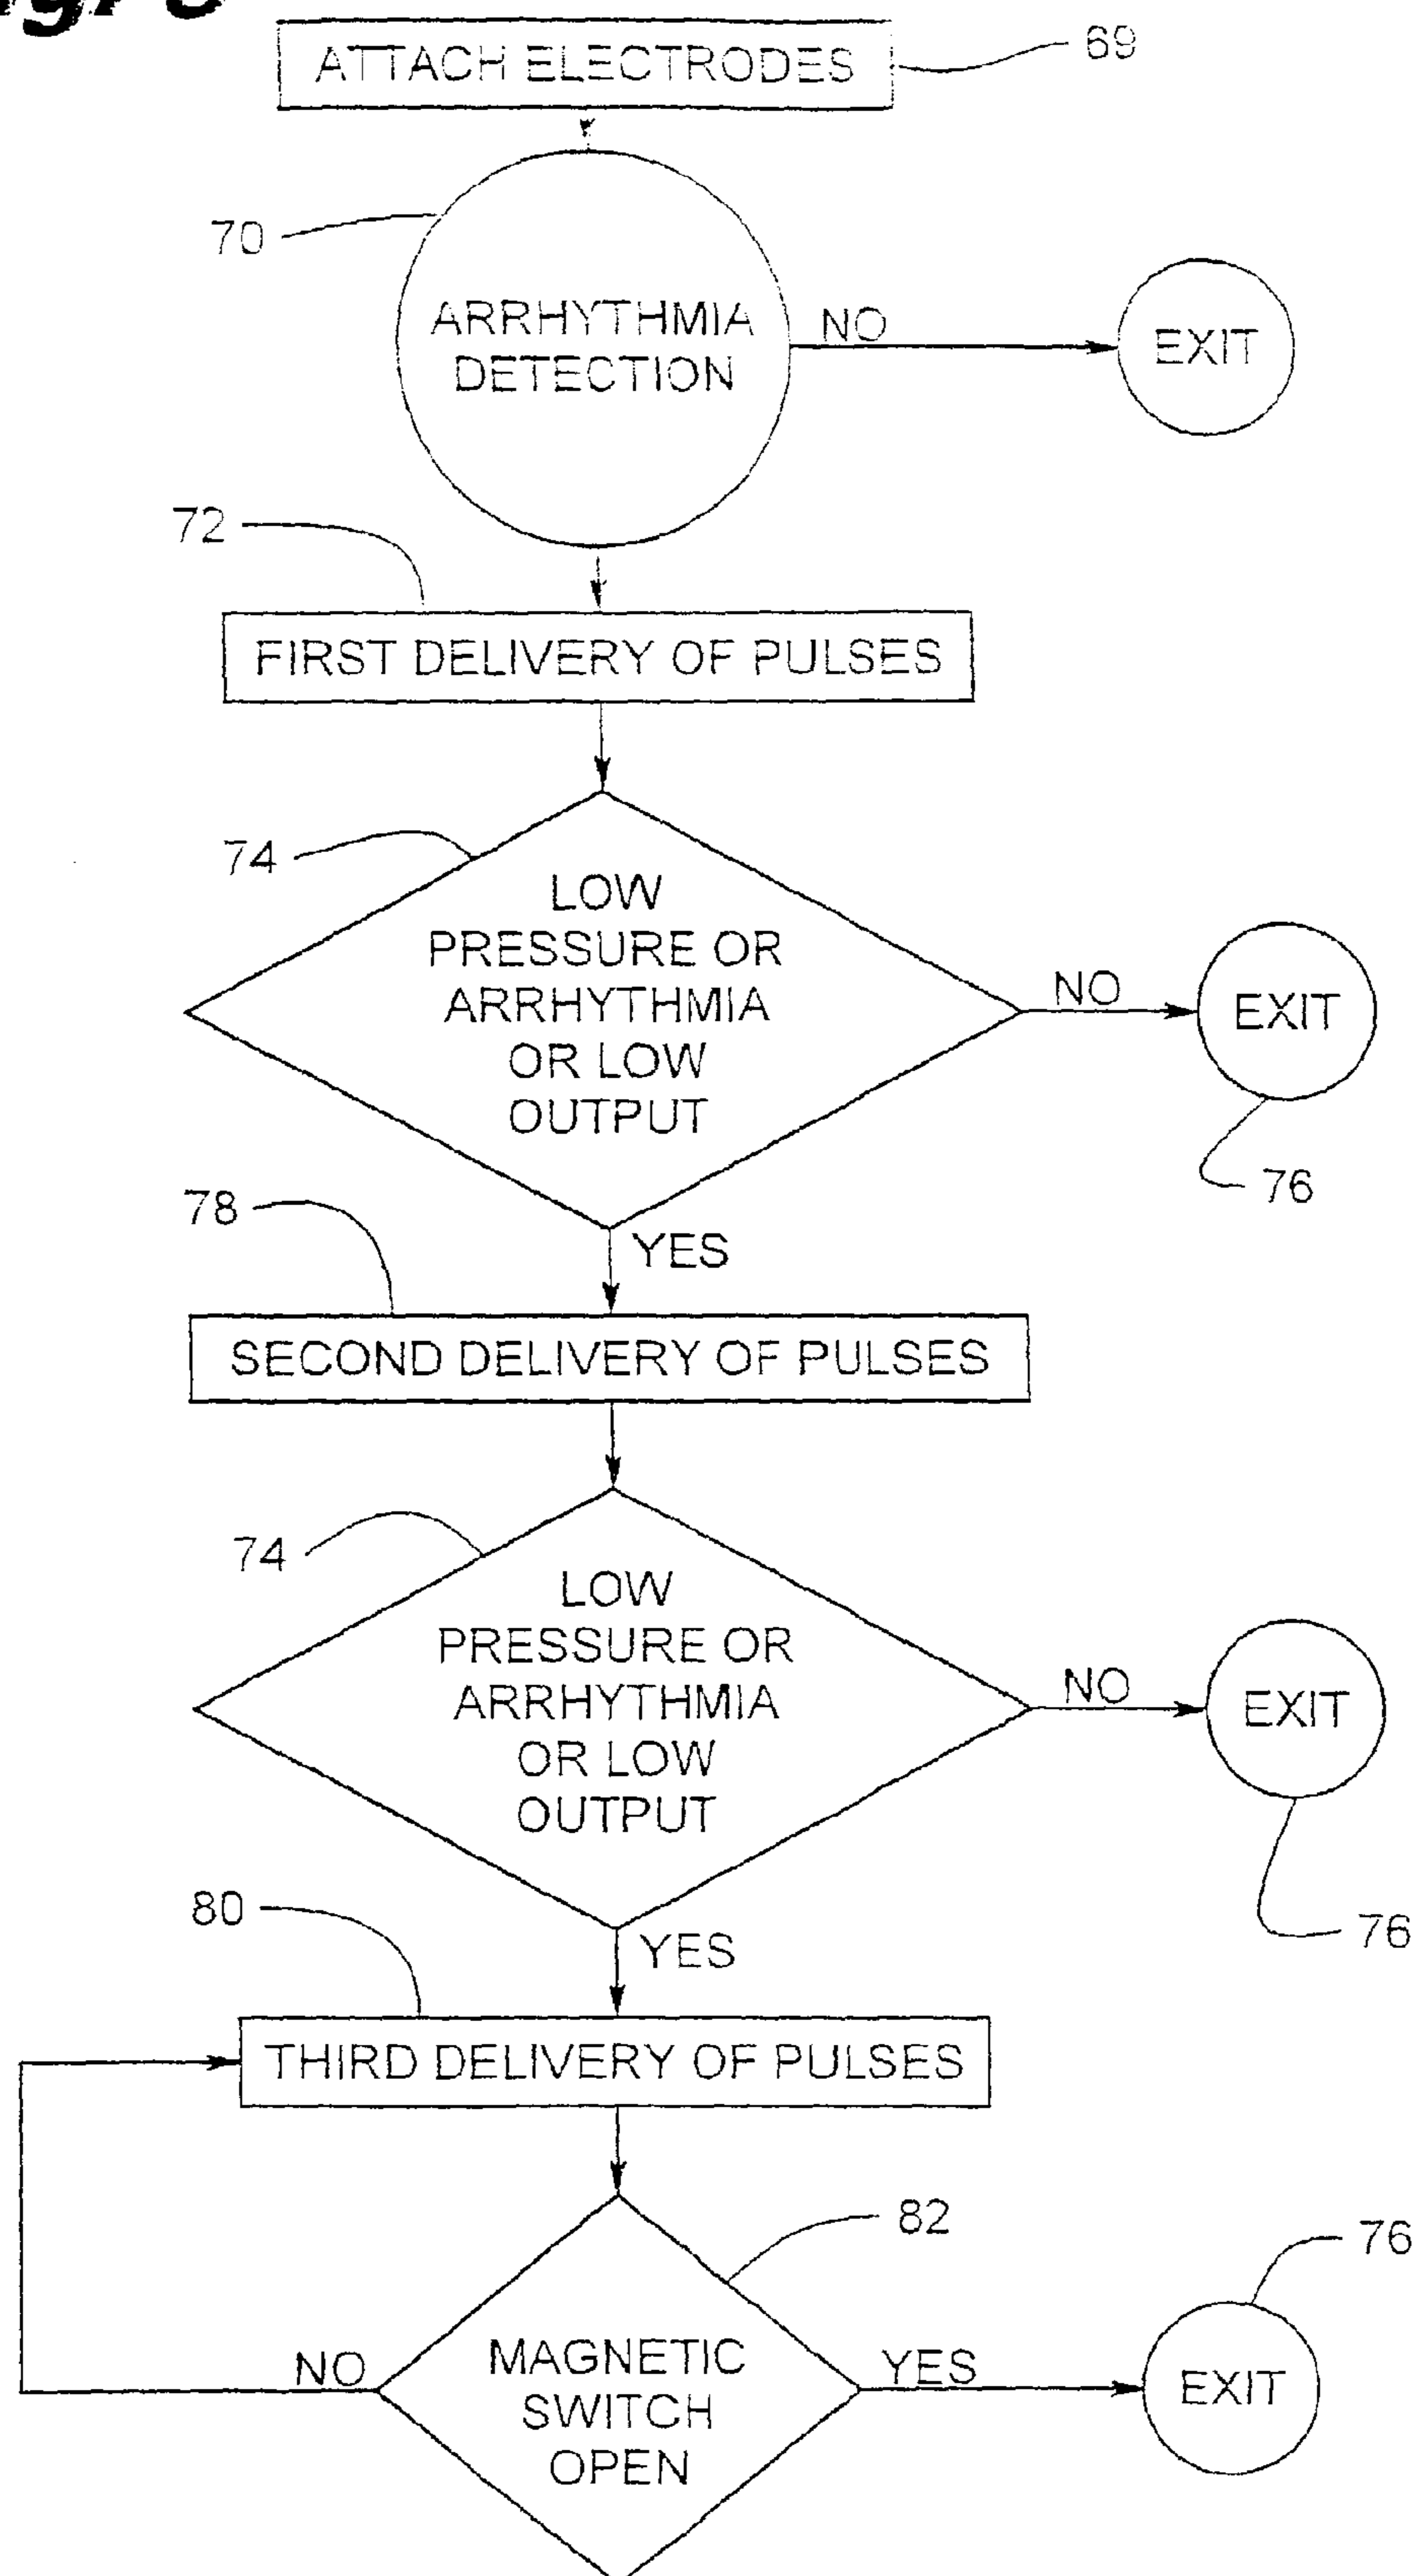 ATTACH ELECTRODES
69
70
ARRHYTHMIA
DETECTION
NO
EXIT
72
FIRST DELIVERY OF PULSES
74
LOW
PRESSURE OR
ARRHYTHMIA
OR LOW
OUTPUT
NO
EXIT
76
78
YES
SECOND DELIVERY OF PULSES
74
LOW
PRESSURE OR
ARRHYTHMIA
OR LOW
OUTPUT
NO
EXIT
76
80
YES
THIRD DELIVERY OF PULSES
82
76
NO
MAGNETIC
SWITCH
OPEN
YES
EXIT